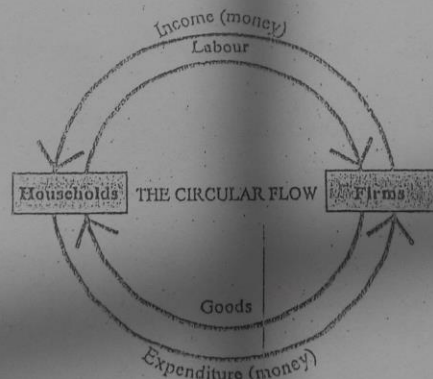 Income (money)
Labour
Households THE CIRCULAR FLOW Firms
Goods
Expenditure (money)